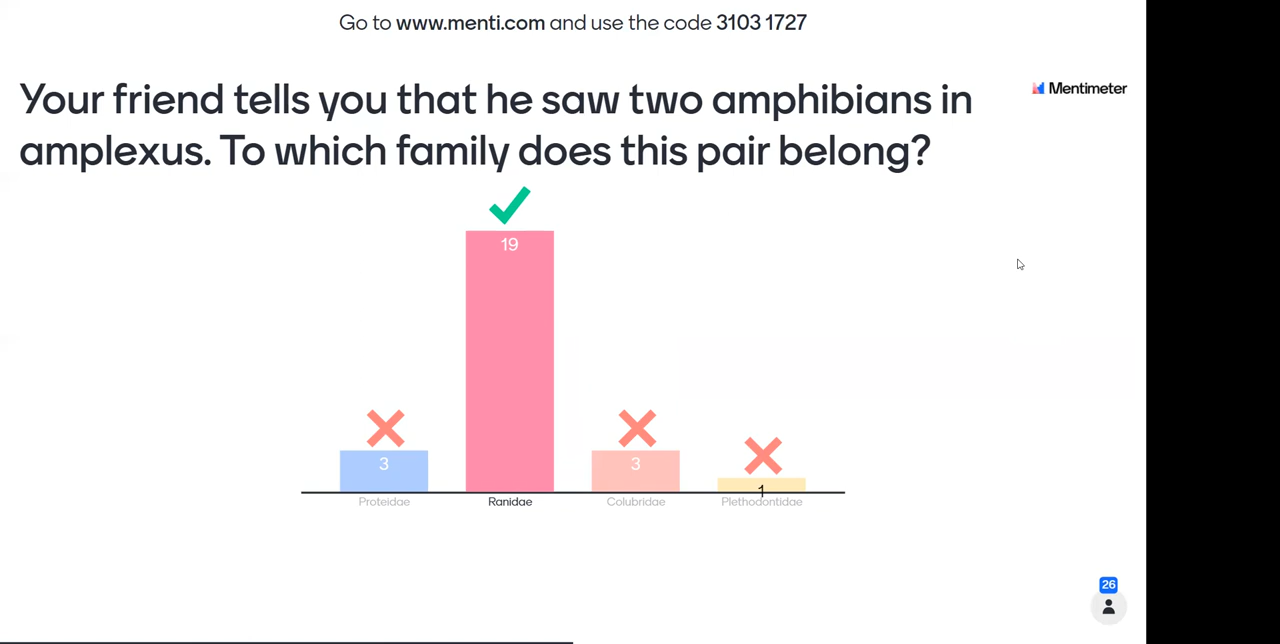 Go to www.menti.com and use the code 3103 1727
Your friend tells you that he saw two amphibians in
amplexus. To which family does this pair belong?
Mentimeter
19
3
3
1
Proteidae
Ranidae
Colubridae
Plethodontidae
26